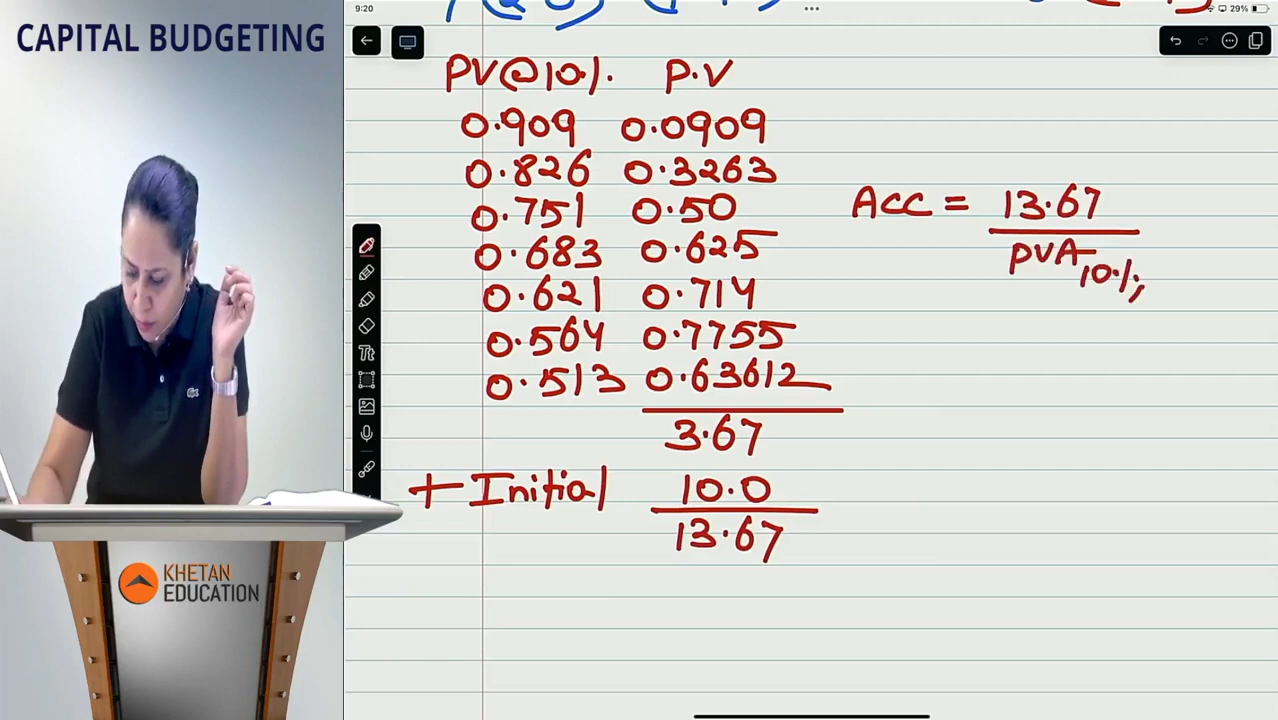 9:20
29%
CAPITAL BUDGETING
PV@10%. P.V
0.909 0.0909
0.826 0.3263
0.751 0.50
0.683 0.625
0.621 0.714
0.564 0.7755
0.513 0.63612
3.67
+ Initial 10.0
13.67
ACC = 13.67
PVA10%,
Tt
KHETAN
EDUCATION